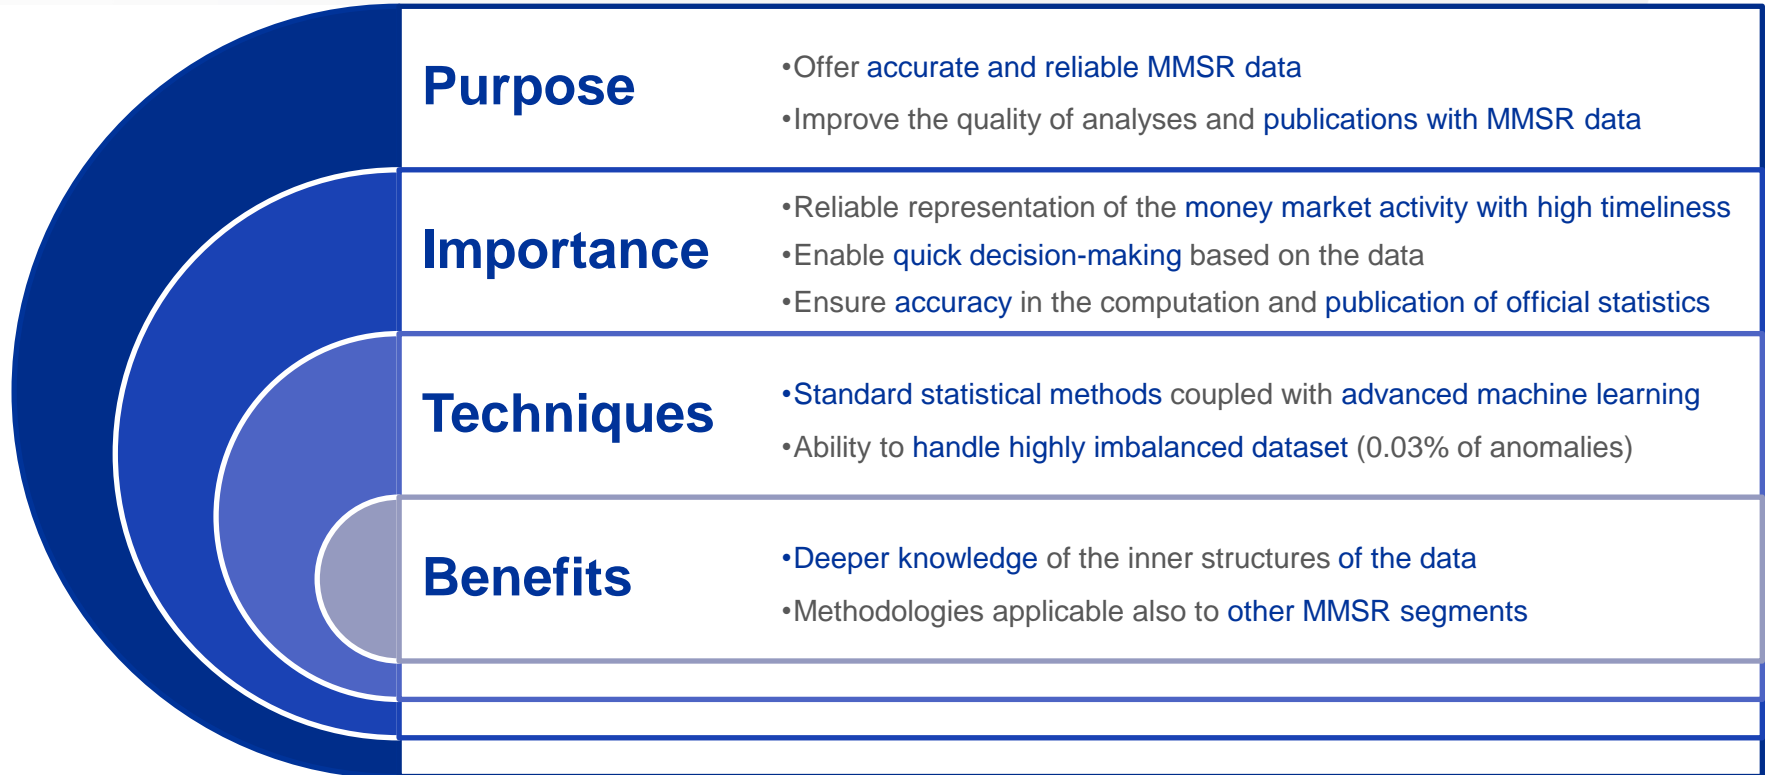 Purpose
•Offer accurate and reliable MMSR data
•Improve the quality of analyses and publications with MMSR data
Importance
•Reliable representation of the money market activity with high timeliness
•Enable quick decision-making based on the data
•Ensure accuracy in the computation and publication of official statistics
Techniques
•Standard statistical methods coupled with advanced machine learning
•Ability to handle highly imbalanced dataset (0.03% of anomalies)
Benefits
•Deeper knowledge of the inner structures of the data
•Methodologies applicable also to other MMSR segments